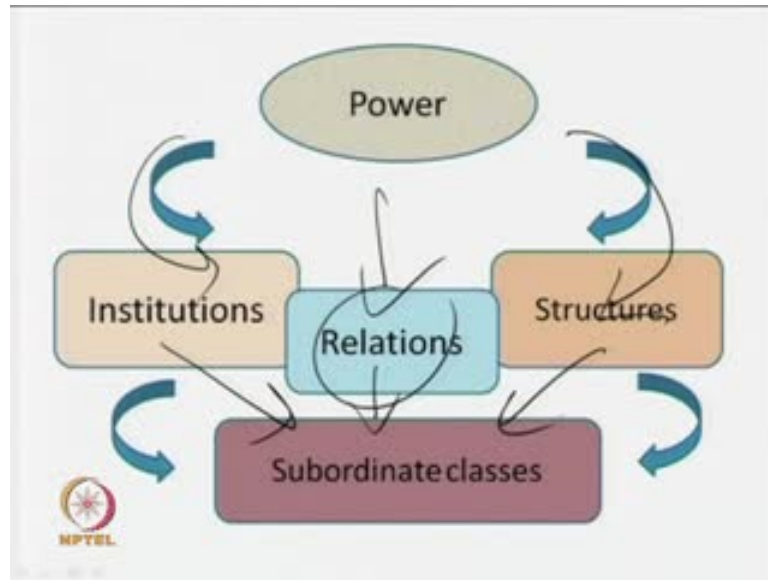 Power
Institutions
Relations
Structures
Subordinate classes
NPTEL